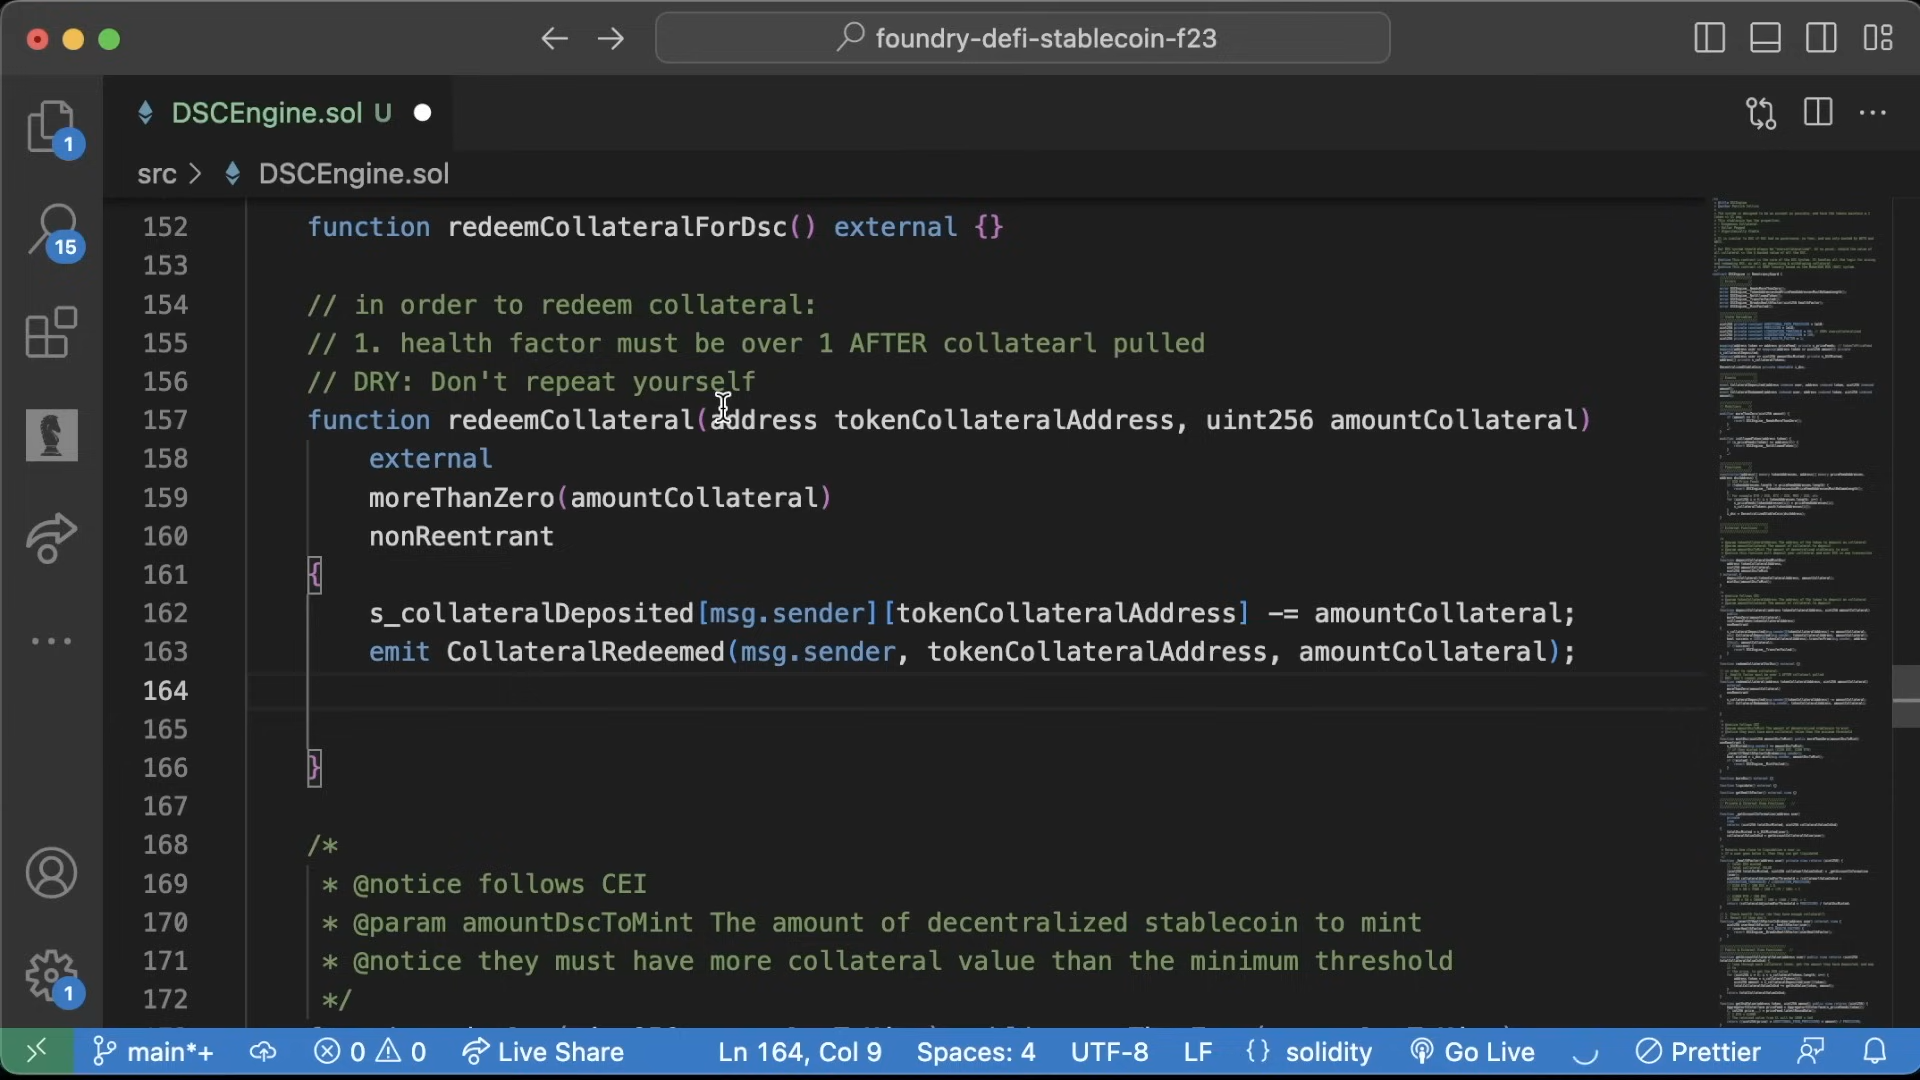 foundry-defi-stablecoin-f23
DSCEngine.sol U
1
src > DSCEngine.sol
15
152 function redeemCollateralForDsc() external {}
153
154 // in order to redeem collateral:
155 // 1. health factor must be over 1 AFTER collatearl pulled
156 // DRY: Don't repeat yourself
157 function redeemCollateral(address tokenCollateralAddress, uint256 amountCollateral)
158 external
159 moreThanZero(amountCollateral)
160 nonReentrant
161 {
162 s_collateralDeposited[msg.sender][tokenCollateralAddress] -= amountCollateral;
163 emit CollateralRedeemed(msg.sender, tokenCollateralAddress, amountCollateral);
164
165
166 }
167
168 /*
169 * @notice follows CEI
170 * @param amountDscToMint The amount of decentralized stablecoin to mint
171 * @notice they must have more collateral value than the minimum threshold
172 */
1
main*+ 0 0 Live Share Ln 164, Col 9 Spaces: 4 UTF-8 LF {} solidity Go Live Prettier